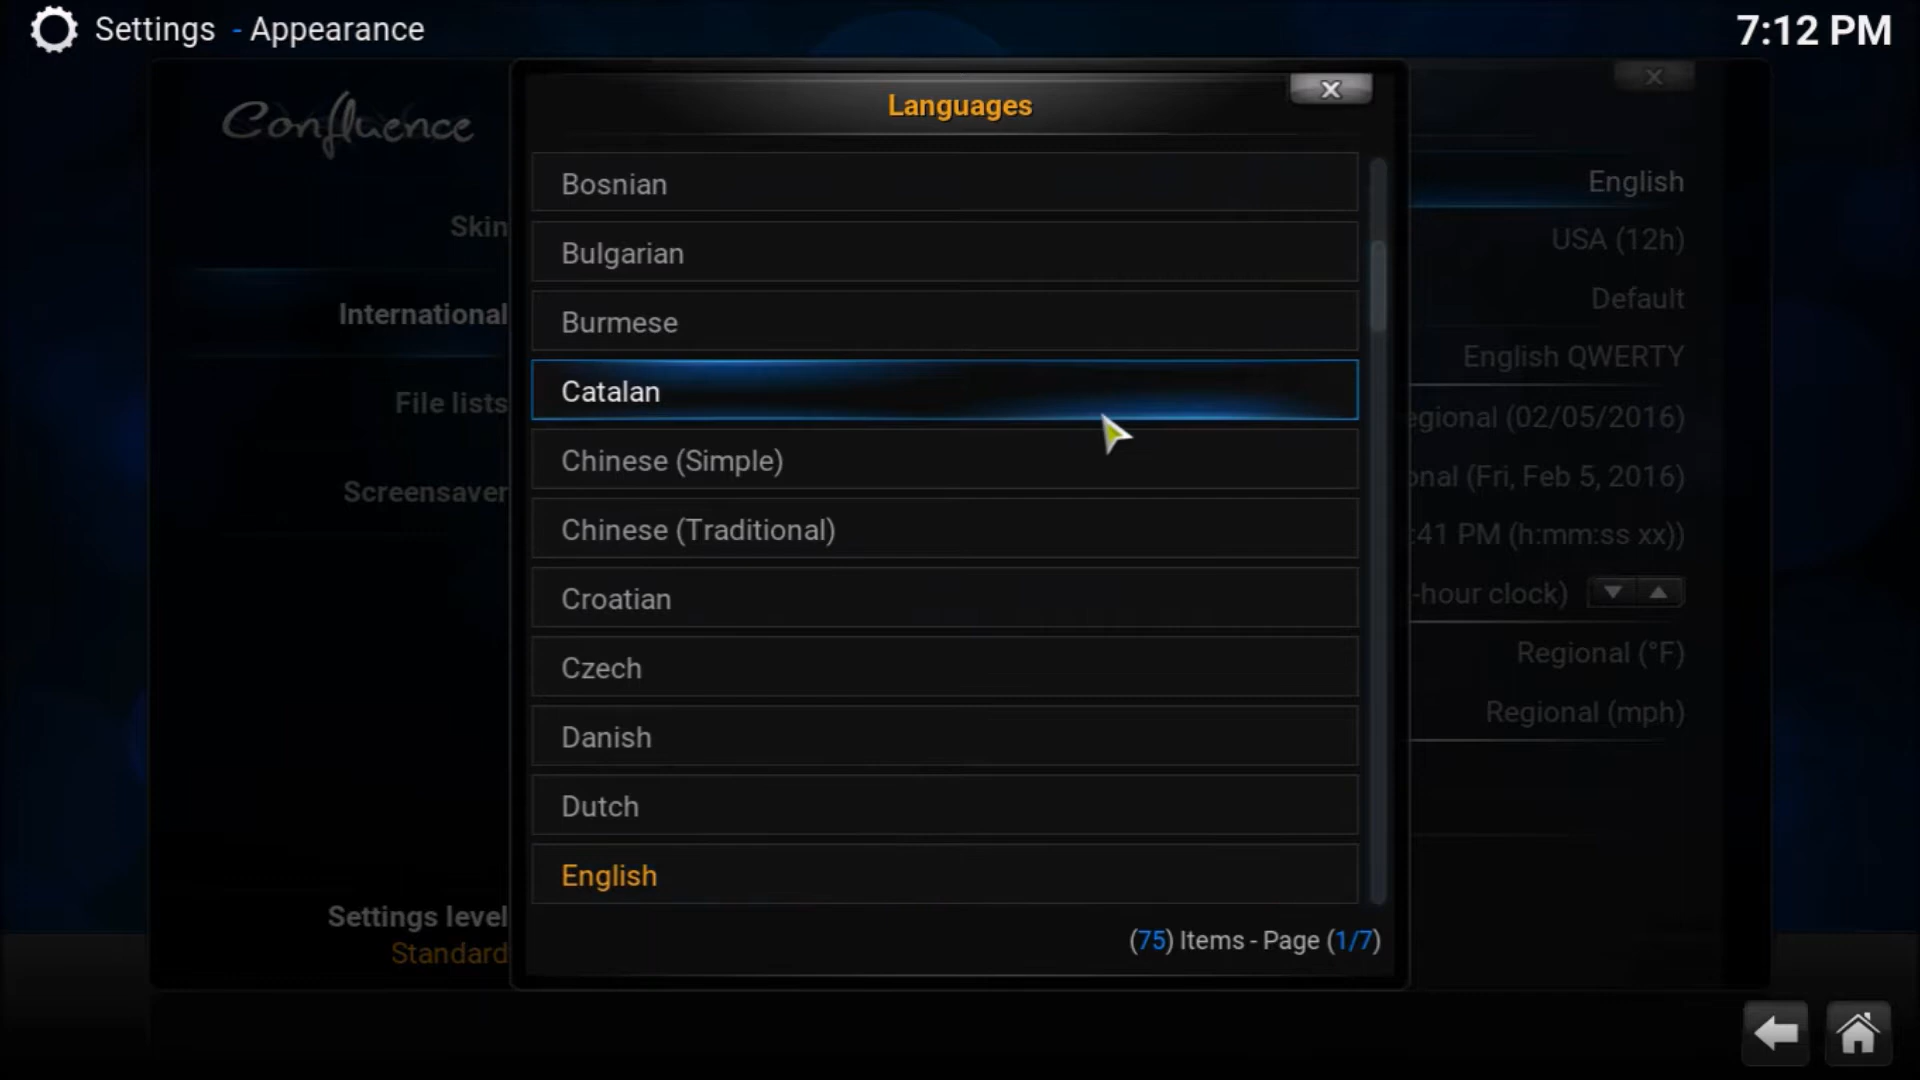 Settings - Appearance
7:12 PM
Confluence
Skin
International
File lists
Screensaver
Settings level
Standard
Languages
Bosnian
Bulgarian
Burmese
Catalan
Chinese (Simple)
Chinese (Traditional)
Croatian
Czech
Danish
Dutch
English
(75) Items - Page (1/7)
English
USA (12h)
Default
English QWERTY
(02/05/2016)
(Fri, Feb 5, 2016)
:41 PM (h:mm:ss xx))
-hour clock)
Regional (°F)
Regional (mph)